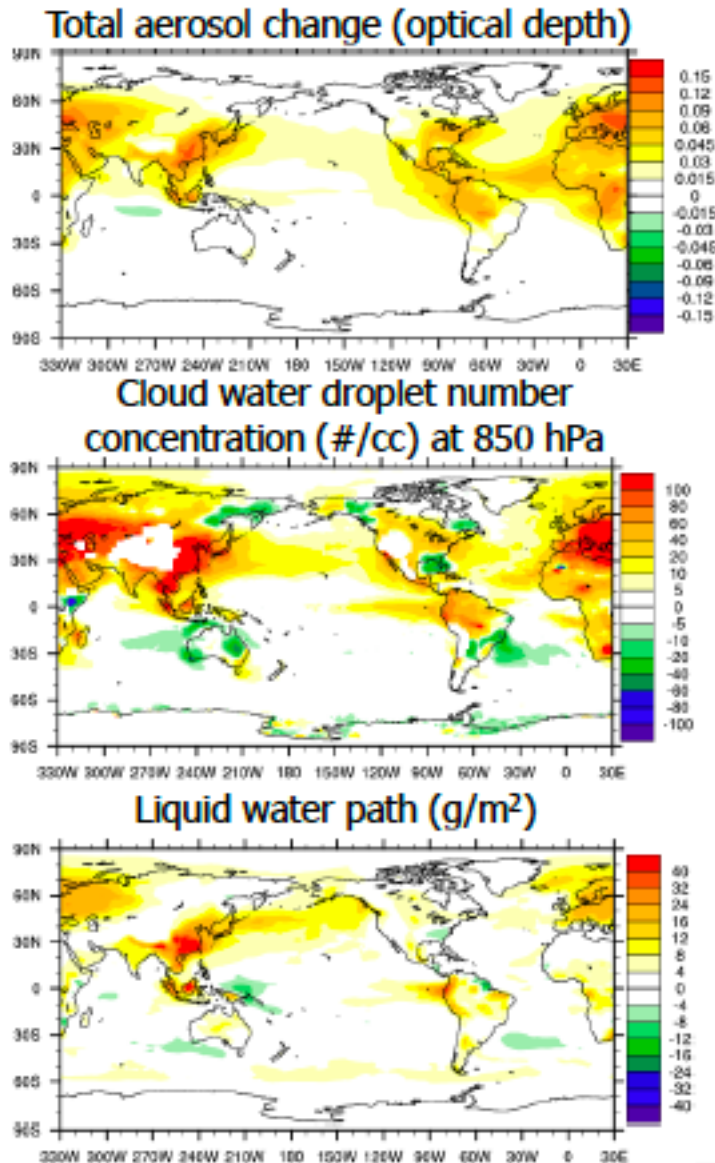 Total aerosol change (optical depth)
90N
60N
30N
0
30S
60S
90S
330W 300W 270W 240W 210W 180 150W 120W 90W 60W 30W 0 30E
0.15
0.12
0.09
0.06
0.045
0.03
0.015
0
-0.015
-0.03
-0.045
-0.06
-0.09
-0.12
-0.15
Cloud water droplet number
concentration (#/cc) at 850 hPa
90N
60N
30N
0
30S
60S
90S
330W 300W 270W 240W 210W 180 150W 120W 90W 60W 30W 0 30E
100
80
60
40
20
10
5
0
-5
-10
-20
-40
-60
-80
-100
Liquid water path (g/m²)
90N
60N
30N
0
30S
60S
90S
330W 300W 270W 240W 210W 180 150W 120W 90W 60W 30W 0 30E
40
32
24
16
12
8
4
0
-4
-8
-12
-16
-24
-32
-40